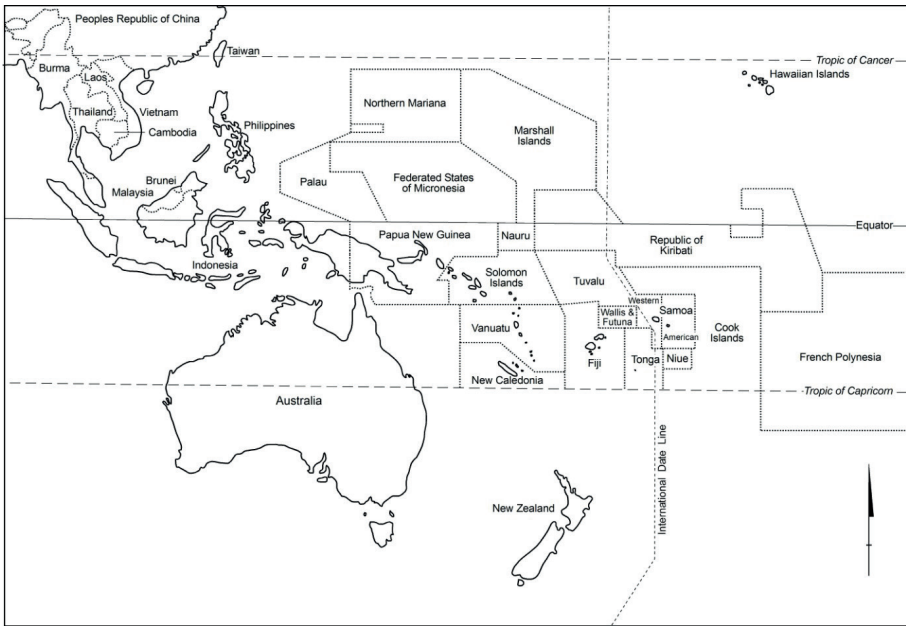 Peoples Republic of China
Taiwan
Tropic of Cancer
Burma
Laos
Hawaiian Islands
Northern Mariana
Thailand
Vietnam
Philippines
Marshall
Islands
Cambodia
Federated States
of Micronesia
Palau
Brunei
Malaysia
Equator
Papua New Guinea
Nauru
Republic of
Kiribati
Indonesia
Solomon
Islands
Tuvalu
Western
Samoa
Wallis &
Futuna
American
Vanuatu
Cook
Islands
Fiji
Tonga
Niue
French Polynesia
New Caledonia
Tropic of Capricorn
Australia
International Date Line
New Zealand